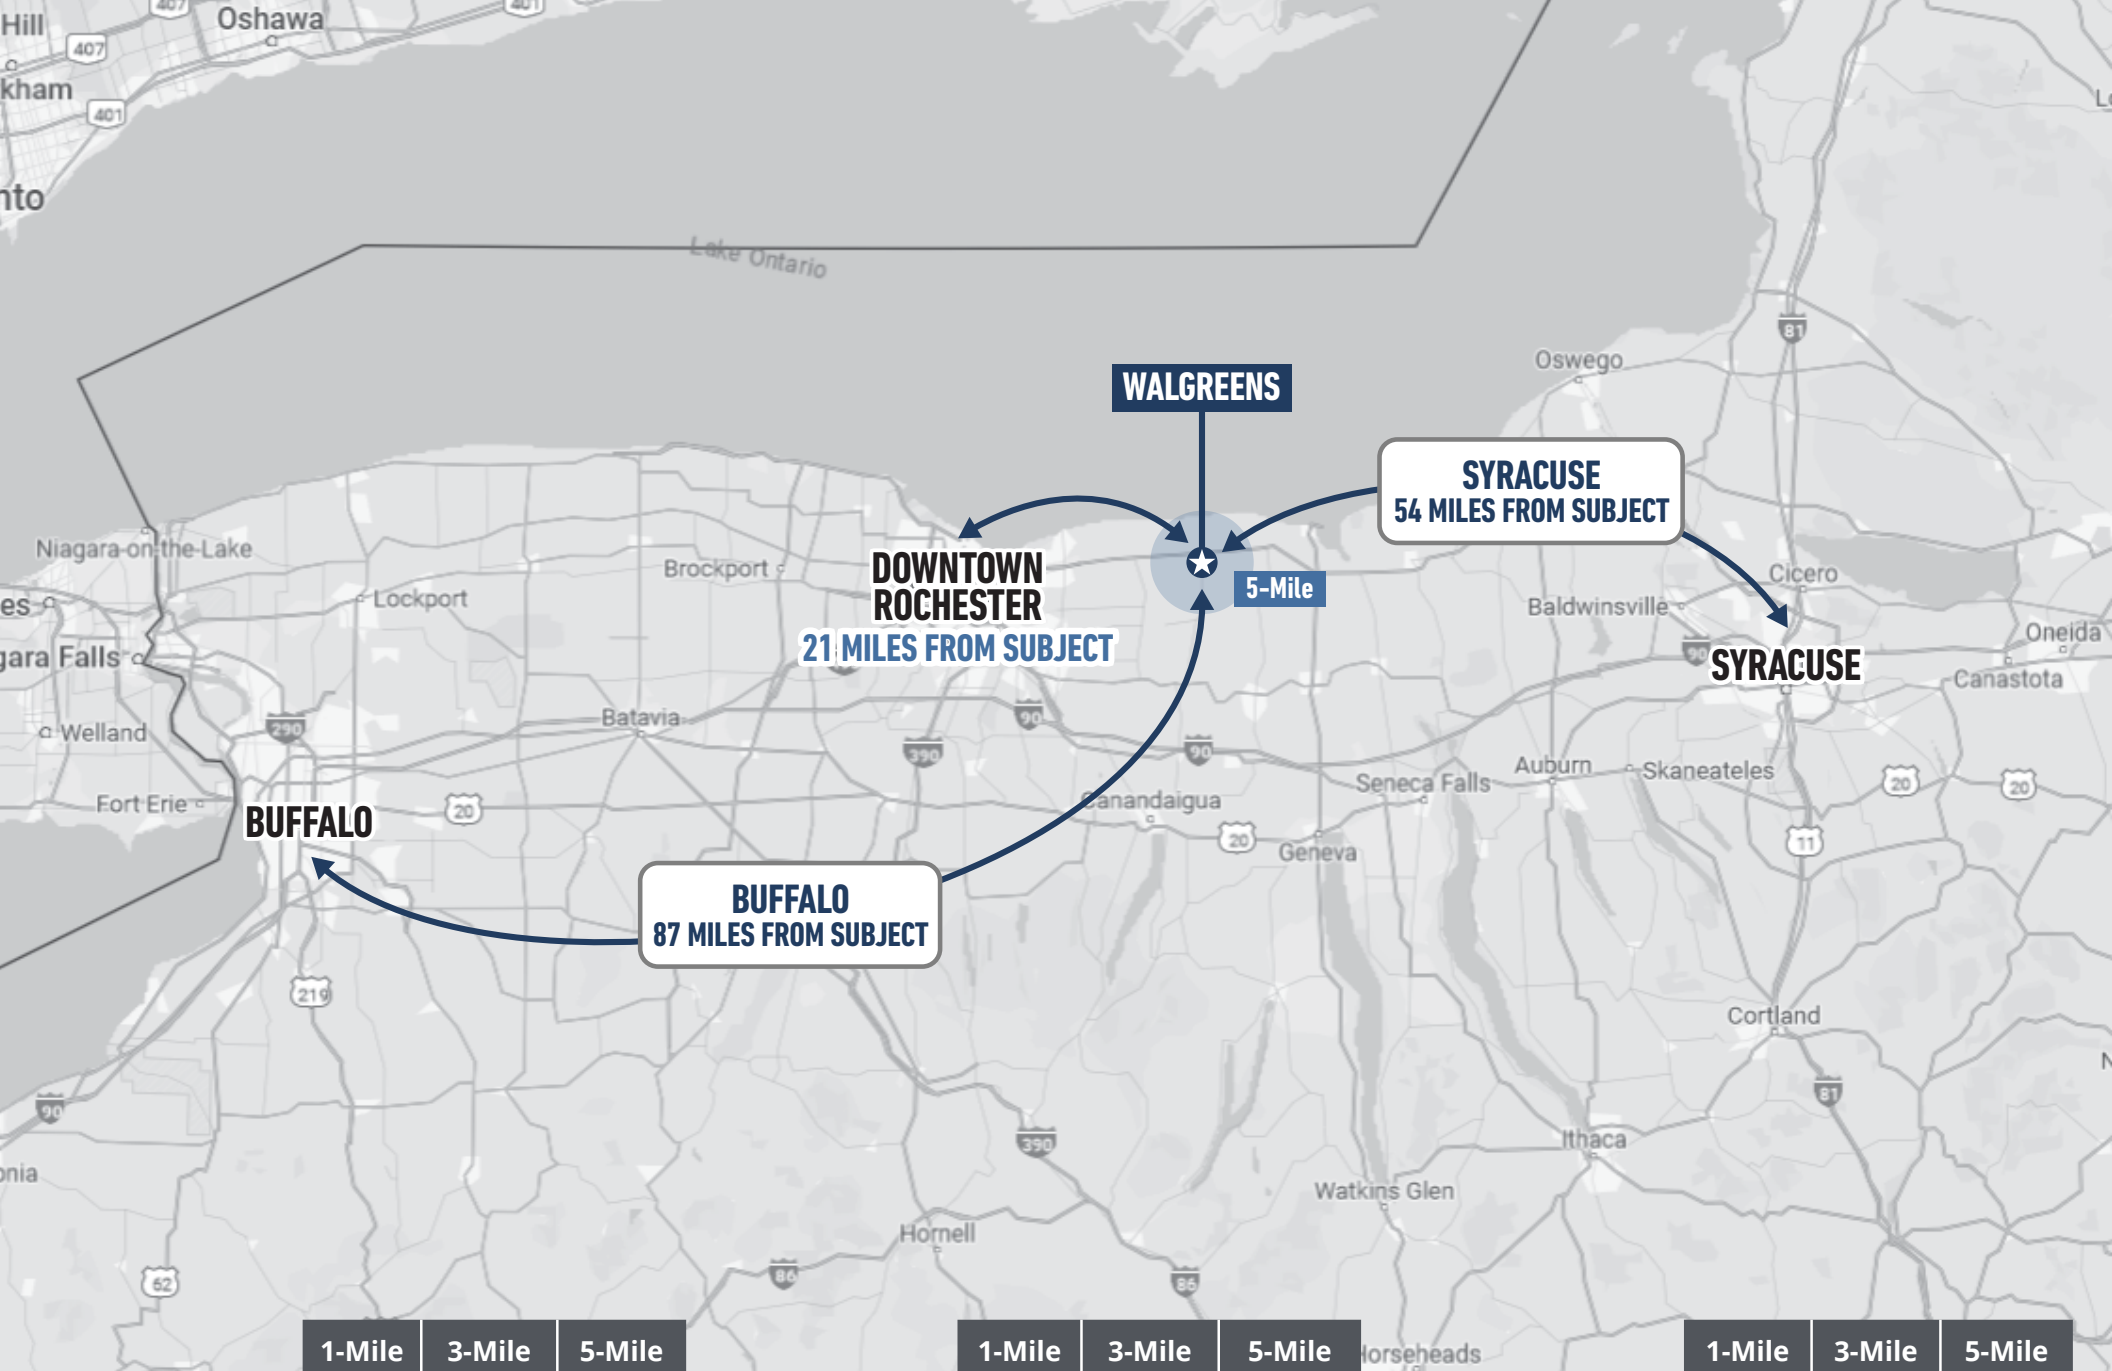 Hill
407
407
Oshawa
401
kham
401
nto
Lake Ontario
81
Oswego
WALGREENS
SYRACUSE
54 MILES FROM SUBJECT
Niagara-on-the-Lake
Brockport
DOWNTOWN
ROCHESTER
21 MILES FROM SUBJECT
5-Mile
Cicero
Baldwinsville
es
Lockport
Oneida
gara Falls
90
SYRACUSE
Canastota
Welland
290
Batavia
90
390
90
Seneca Falls
Auburn
Skaneateles
20
20
Fort Erie
BUFFALO
20
Canandaigua
20
Geneva
11
BUFFALO
87 MILES FROM SUBJECT
219
Cortland
90
81
390
Ithaca
onia
Watkins Glen
Hornell
62
86
86
1-Mile 3-Mile 5-Mile
1-Mile 3-Mile 5-Mile
Horseheads
1-Mile 3-Mile 5-Mile